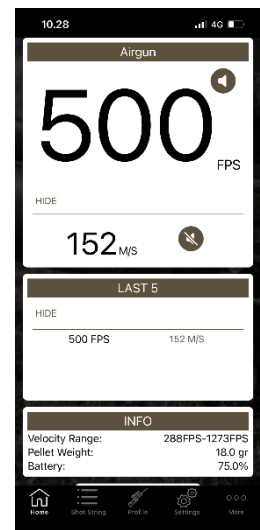 10.28 4G
Airgun
500 FPS
HIDE
152 M/S
LAST 5
HIDE
500 FPS 152 M/S
INFO
Velocity Range: 288FPS-1273FPS
Pellet Weight: 18.0 gr
Battery: 75.0%
Home Shot String Profile Settings More